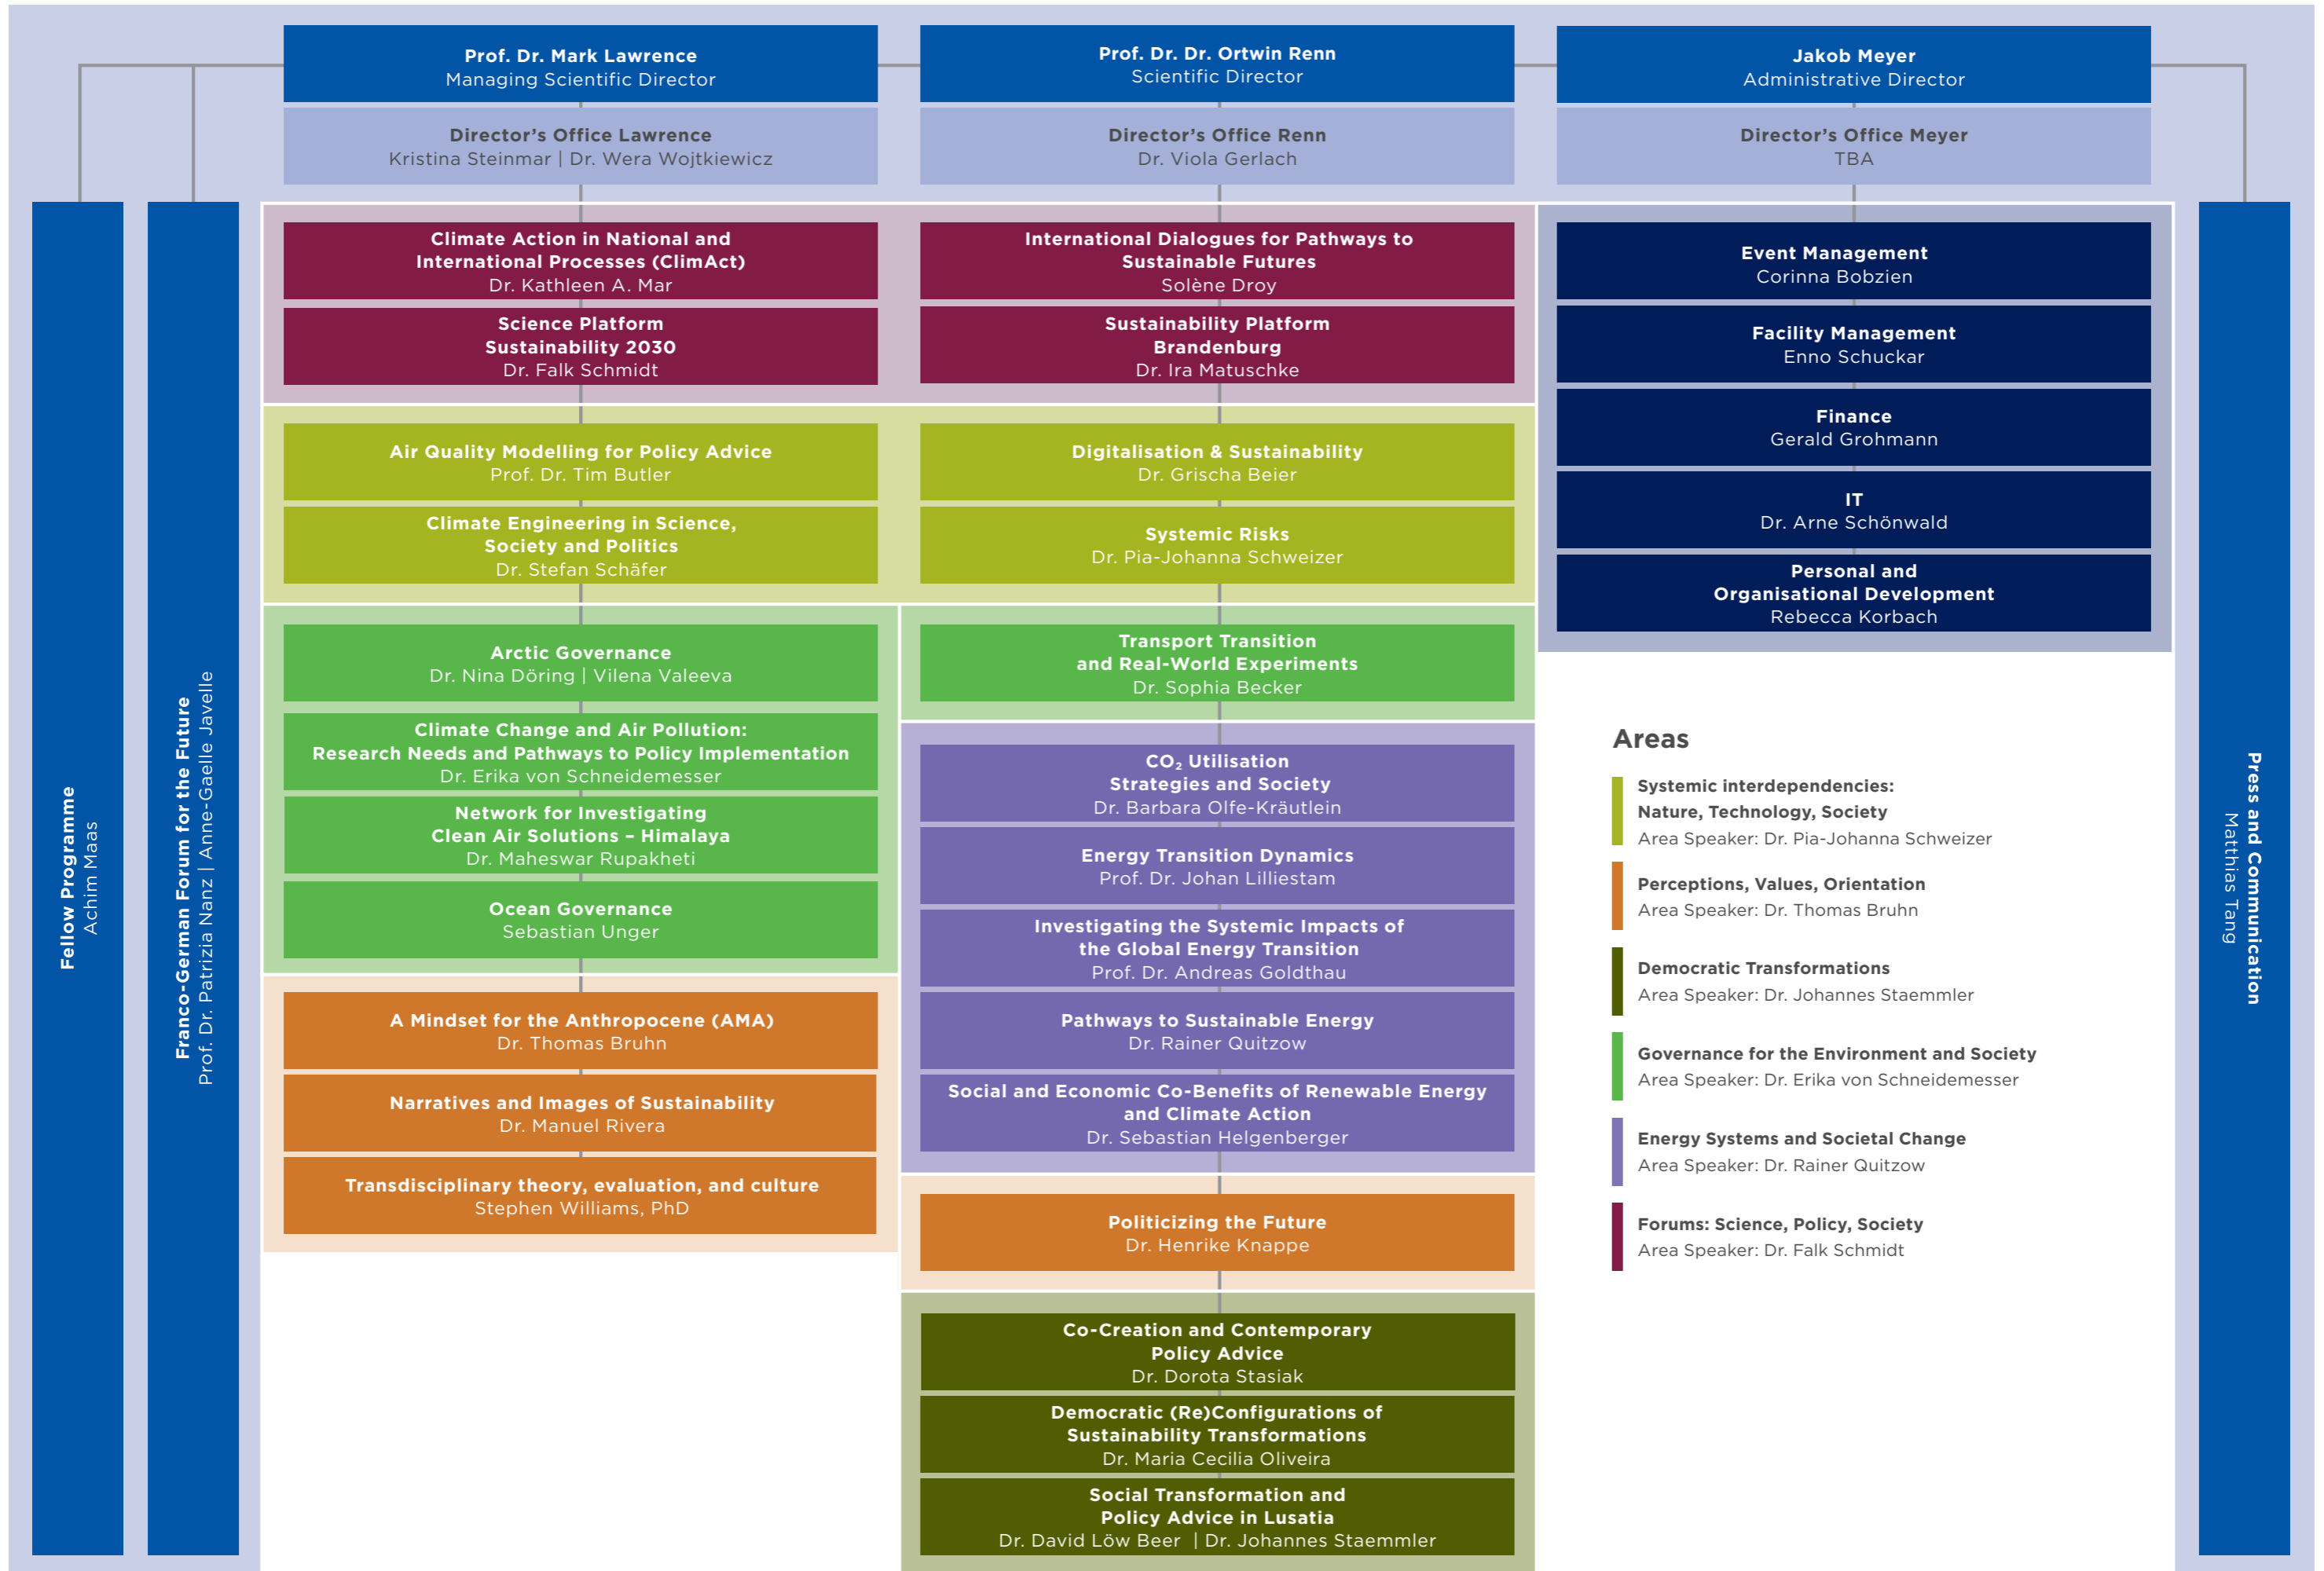 Prof. Dr. Mark Lawrence
Managing Scientific Director
Prof. Dr. Dr. Ortwin Renn
Scientific Director
Jakob Meyer
Administrative Director
Director's Office Lawrence
Kristina Steinmar | Dr. Wera Wojtkiewicz
Director's Office Renn
Dr. Viola Gerlach
Director's Office Meyer
TBA
Fellow Programme
Achim Maas
Franco-German Forum for the Future
Prof. Dr. Patrizia Nanz | Anne-Gaelle Javelle
Climate Action in National and
International Processes (ClimAct)
Dr. Kathleen A. Mar
Science Platform
Sustainability 2030
Dr. Falk Schmidt
Air Quality Modelling for Policy Advice
Prof. Dr. Tim Butler
Climate Engineering in Science,
Society and Politics
Dr. Stefan Schäfer
Arctic Governance
Dr. Nina Döring | Vilena Valeeva
Climate Change and Air Pollution:
Research Needs and Pathways to Policy Implementation
Dr. Erika von Schneidemesser
Network for Investigating
Clean Air Solutions – Himalaya
Dr. Maheswar Rupakheti
Ocean Governance
Sebastian Unger
A Mindset for the Anthropocene (AMA)
Dr. Thomas Bruhn
Narratives and Images of Sustainability
Dr. Manuel Rivera
Transdisciplinary theory, evaluation, and culture
Stephen Williams, PhD
International Dialogues for Pathways to
Sustainable Futures
Solène Droy
Sustainability Platform
Brandenburg
Dr. Ira Matuschke
Digitalisation & Sustainability
Dr. Grischa Beier
Systemic Risks
Dr. Pia-Johanna Schweizer
Transport Transition
and Real-World Experiments
Dr. Sophia Becker
CO₂ Utilisation
Strategies and Society
Dr. Barbara Olfe-Kräutlein
Energy Transition Dynamics
Prof. Dr. Johan Lilliestam
Investigating the Systemic Impacts of
the Global Energy Transition
Prof. Dr. Andreas Goldthau
Pathways to Sustainable Energy
Dr. Rainer Quitzow
Social and Economic Co-Benefits of Renewable Energy
and Climate Action
Dr. Sebastian Helgenberger
Politicizing the Future
Dr. Henrike Knappe
Co-Creation and Contemporary
Policy Advice
Dr. Dorota Stasiak
Democratic (Re)Configurations of
Sustainability Transformations
Dr. Maria Cecilia Oliveira
Social Transformation and
Policy Advice in Lusatia
Dr. David Löw Beer | Dr. Johannes Staemmler
Event Management
Corinna Bobzien
Facility Management
Enno Schuckar
Finance
Gerald Grohmann
IT
Dr. Arne Schönwald
Personal and
Organisational Development
Rebecca Korbach
Areas
Systemic interdependencies:
Nature, Technology, Society
Area Speaker: Dr. Pia-Johanna Schweizer
Perceptions, Values, Orientation
Area Speaker: Dr. Thomas Bruhn
Democratic Transformations
Area Speaker: Dr. Johannes Staemmler
Governance for the Environment and Society
Area Speaker: Dr. Erika von Schneidemesser
Energy Systems and Societal Change
Area Speaker: Dr. Rainer Quitzow
Forums: Science, Policy, Society
Area Speaker: Dr. Falk Schmidt
Press and Communication
Matthias Tang